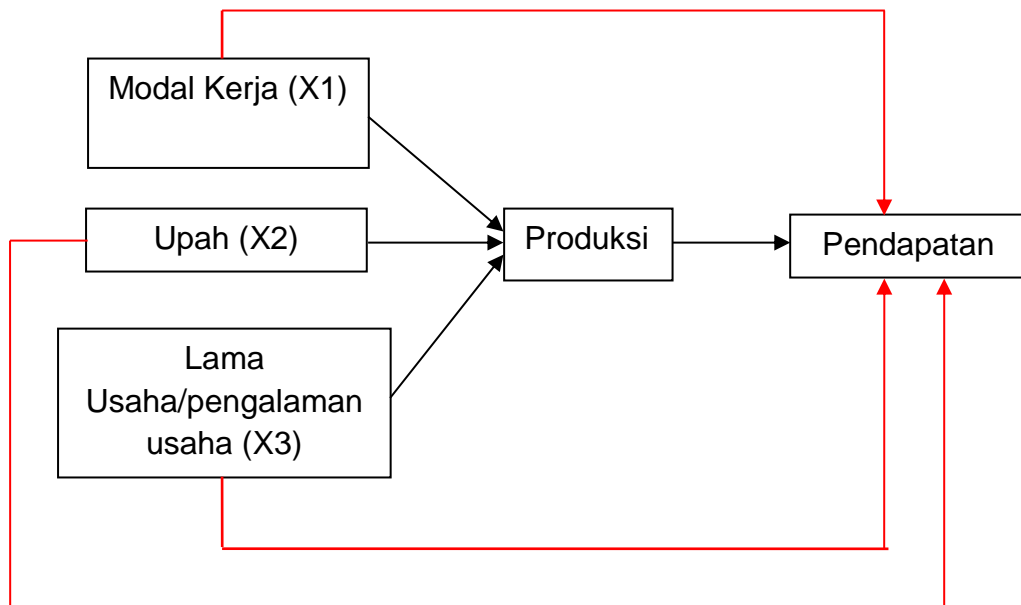 Modal Kerja (X1)
Upah (X2)
Produksi
Pendapatan
Lama
Usaha/pengalaman
usaha (X3)